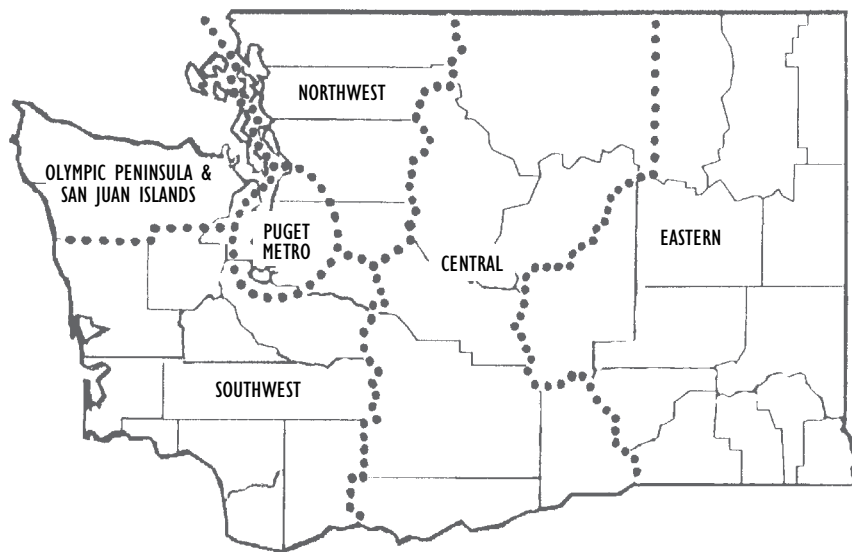 NORTHWEST
OLYMPIC PENINSULA &
SAN JUAN ISLANDS
PUGET
METRO
CENTRAL
EASTERN
SOUTHWEST